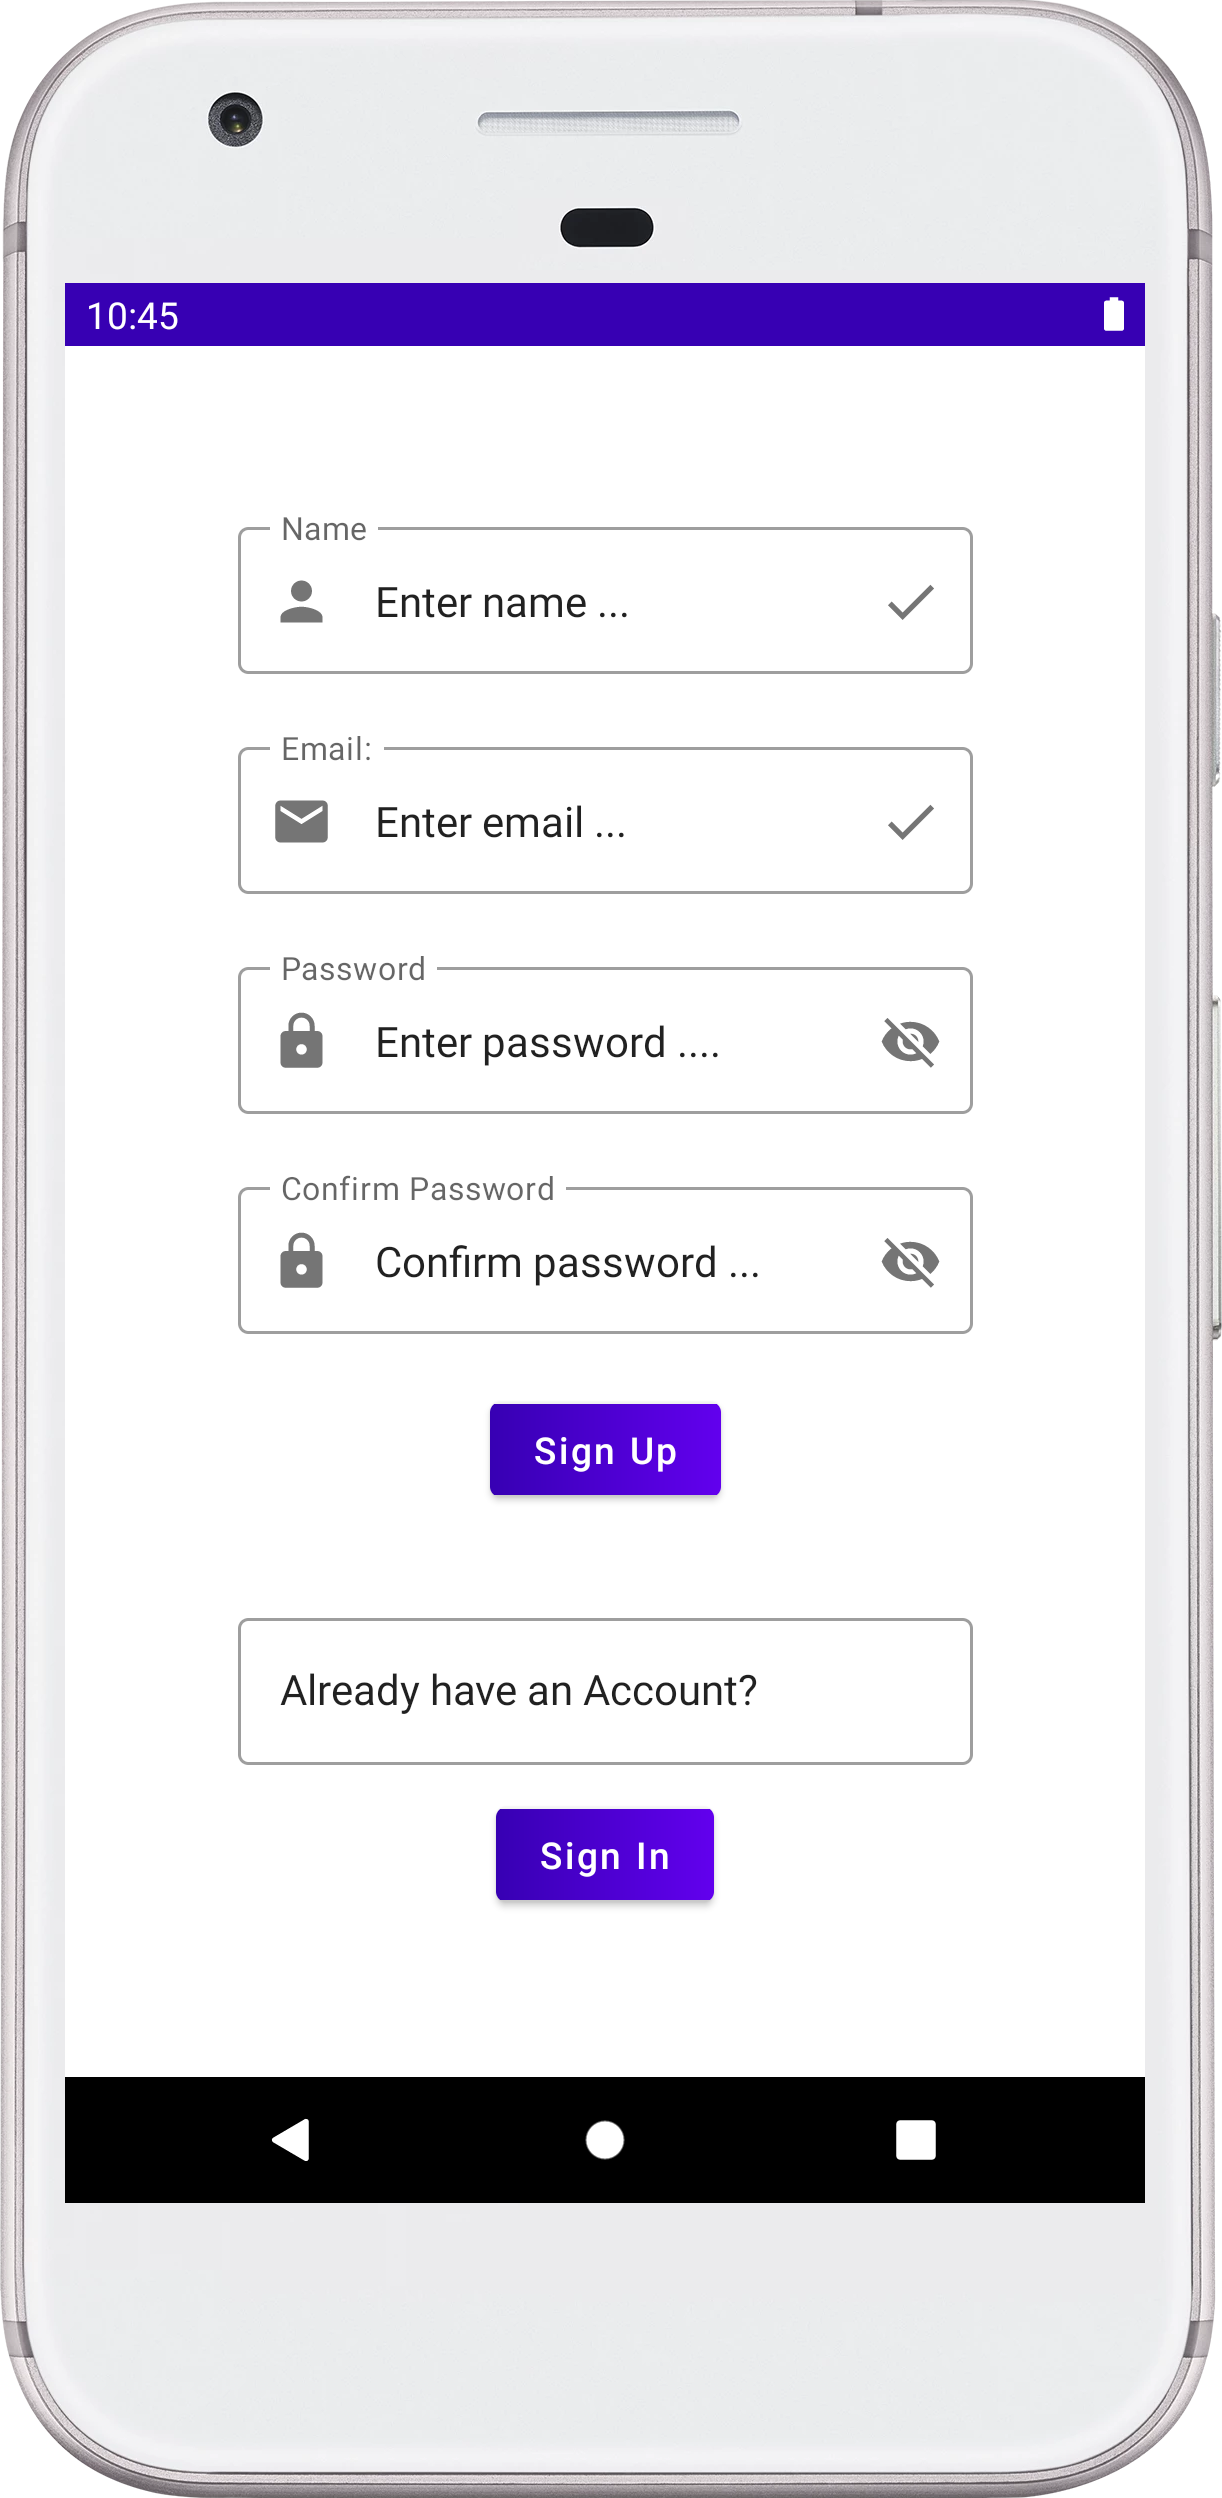 10:45
Name
Enter name ...
Email:
Enter email ...
Password
Enter password ....
Confirm Password
Confirm password ...
Sign Up
Already have an Account?
Sign In